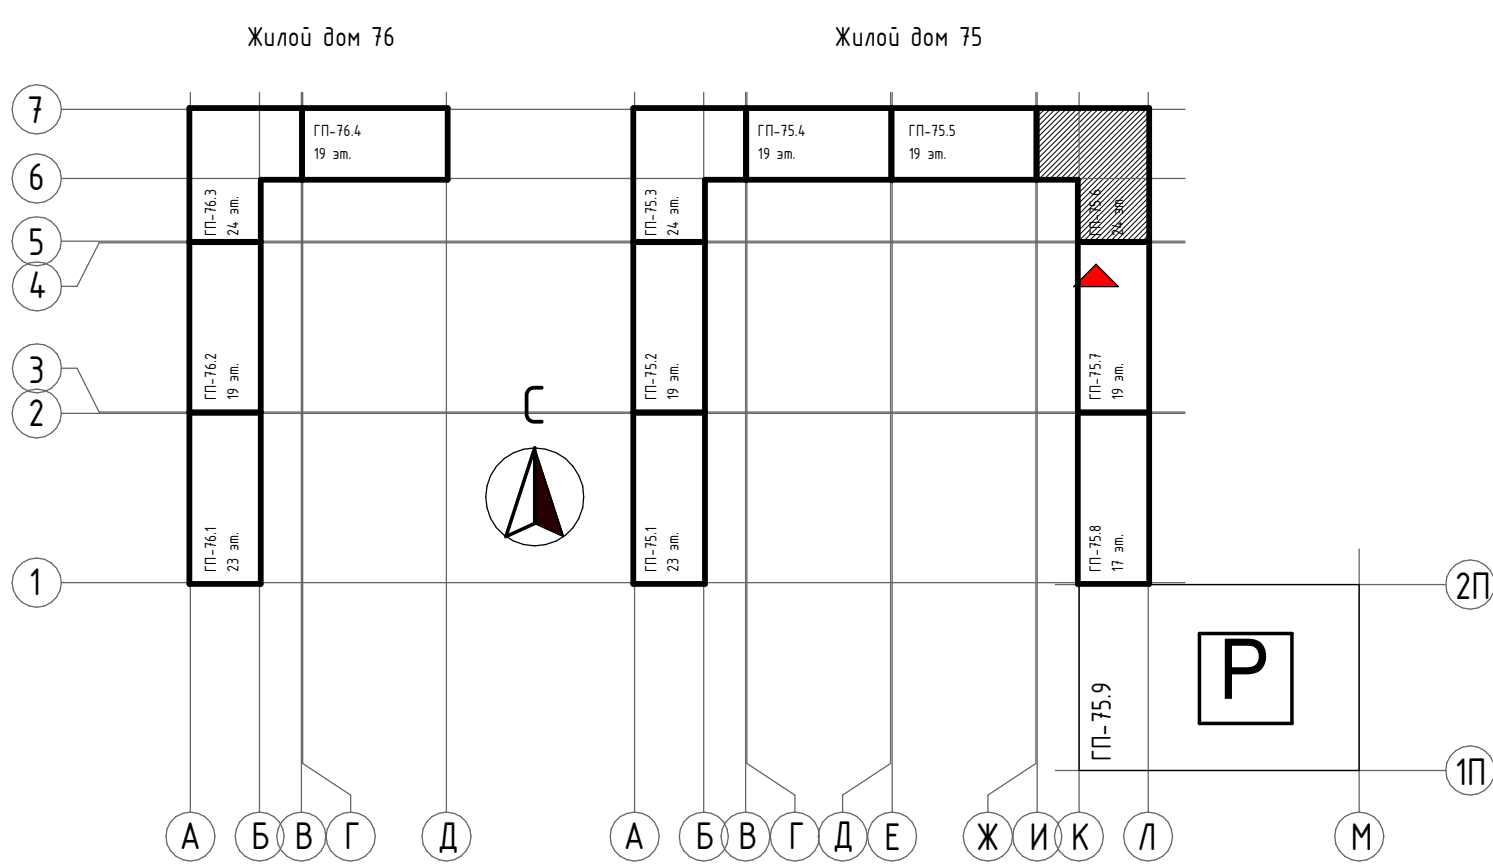 Жилой дом 76
Жилой дом 75
7
6
5
4
3
2
1
ГП-76.4
19 эт.
ГП-76.3
24 эт.
ГП-76.2
19 эт.
ГП-76.1
23 эт.
С
ГП-75.4
19 эт.
ГП-75.5
19 эт.
ГП-75.3
24 эт.
ГП-75.6
24 эт.
ГП-75.2
19 эт.
ГП-75.7
19 эт.
ГП-75.1
23 эт.
ГП-75.8
17 эт.
ГП-75.9
P
2П
1П
А Б В Г Д
А Б В Г Д Е Ж И К Л М